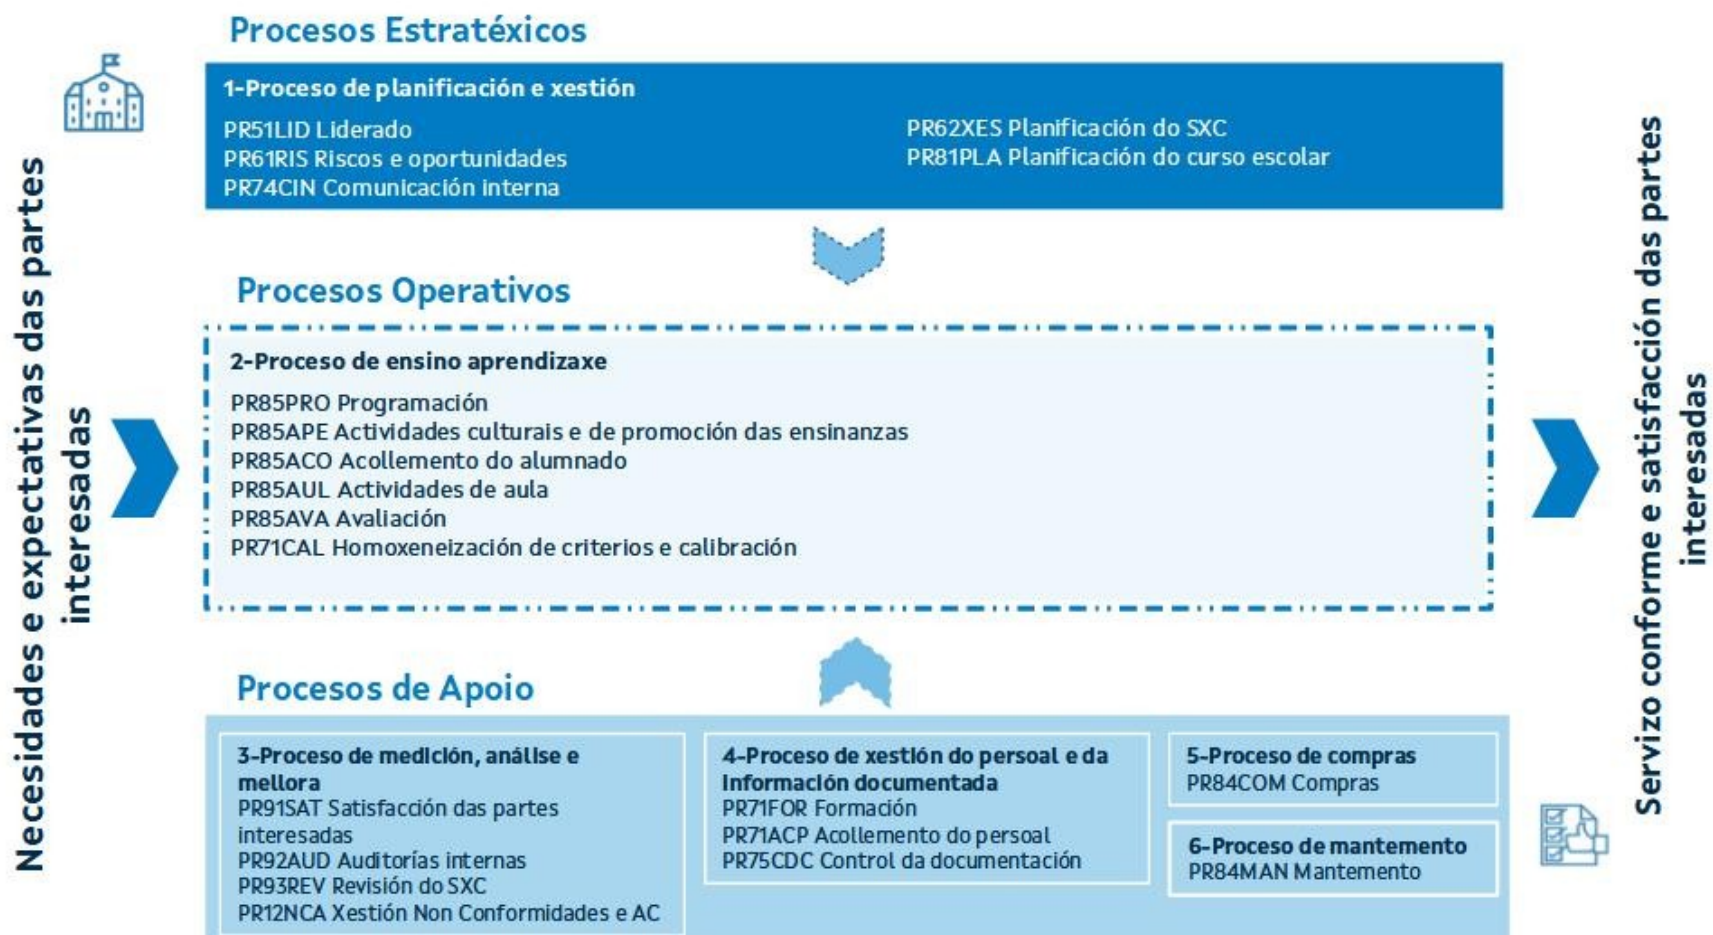 Procesos Estratéxicos
1-Proceso de planificación e xestión
PR51LID Liderado
PR61RIS Riscos e oportunidades
PR74CIN Comunicación interna
PR62XES Planificación do SXC
PR81PLA Planificación do curso escolar
Necesidades e expectativas das partes
interesadas
Procesos Operativos
2-Proceso de ensino aprendizaxe
PR85PRO Programación
PR85APE Actividades culturais e de promoción das ensinanzas
PR85ACO Acollemento do alumnado
PR85AUL Actividades de aula
PR85AVA Avaliación
PR71CAL Homoxeneización de criterios e calibración
Servizo conforme e satisfacción das partes
interesadas
Procesos de Apoio
3-Proceso de medición, análise e
mellora
PR91SAT Satisfacción das partes
interesadas
PR92AUD Auditorías internas
PR93REV Revisión do SXC
PR12NCA Xestión Non Conformidades e AC
4-Proceso de xestión do persoal e da
Información documentada
PR71FOR Formación
PR71ACP Acollemento do persoal
PR75CDC Control da documentación
5-Proceso de compras
PR84COM Compras
6-Proceso de mantemento
PR84MAN Mantemento